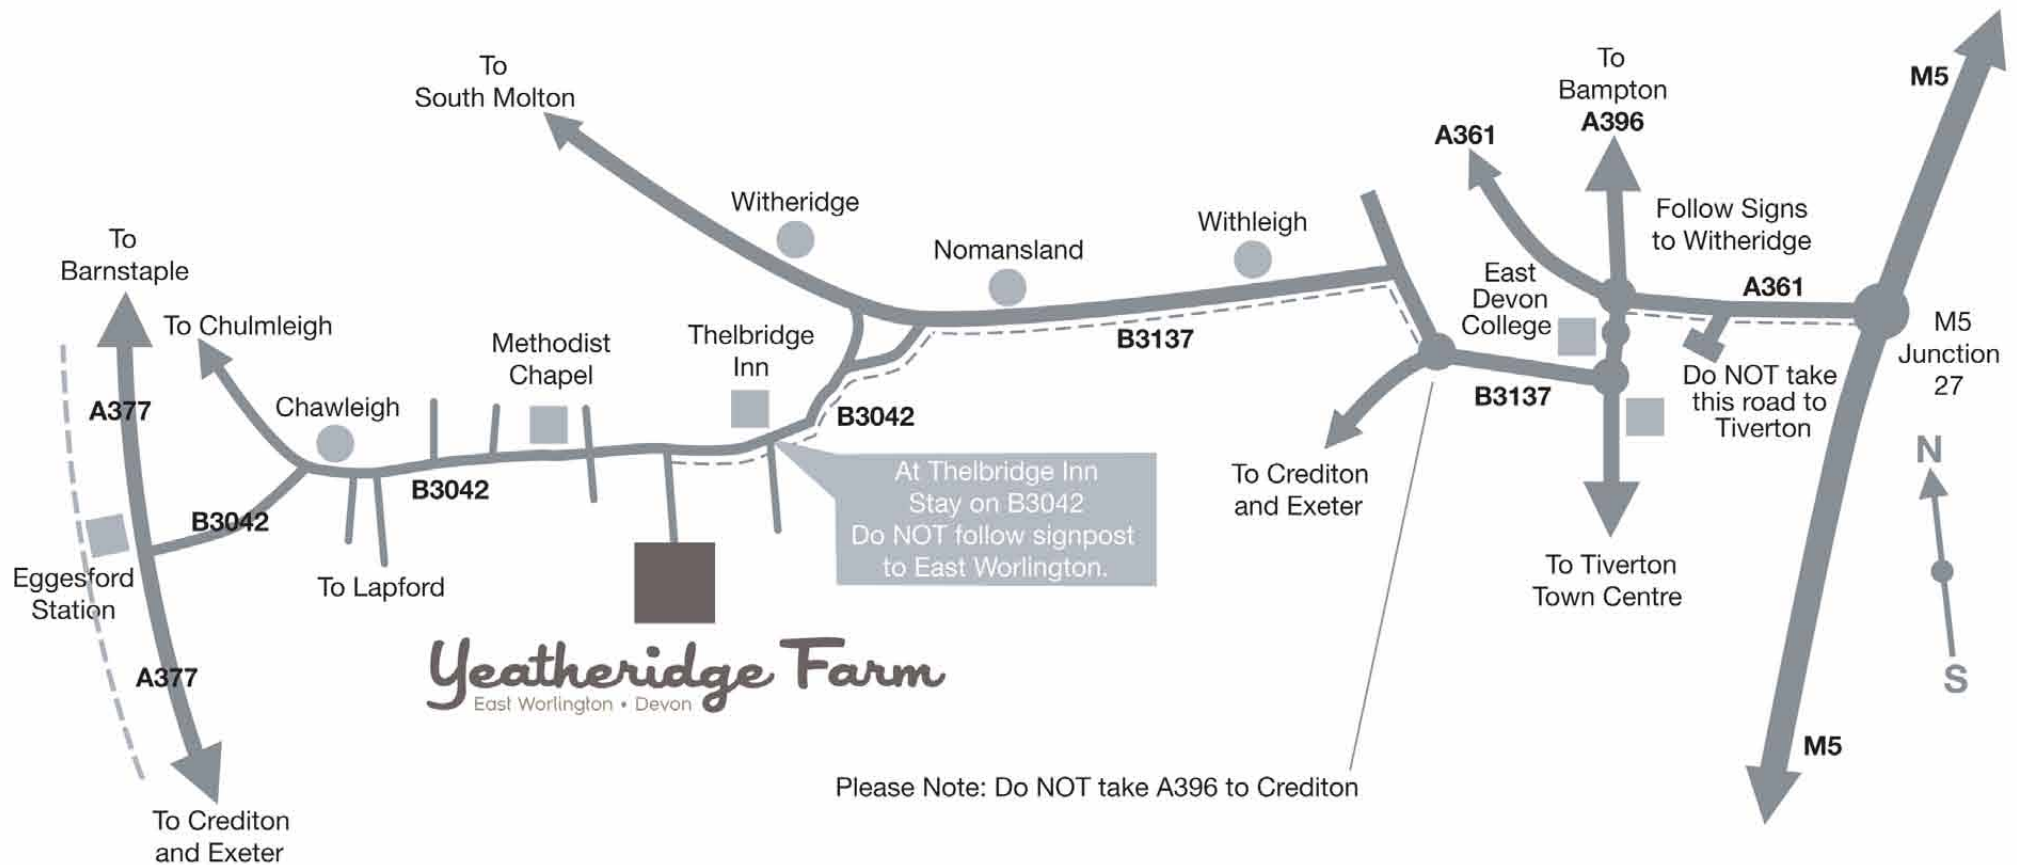 To
South Molton
To
Bampton
A396
M5
A361
Witheridge
Follow Signs
to Witheridge
Withleigh
Nomansland
To
Barnstaple
East
Devon
College
A361
To Chulmleigh
Methodist
Chapel
Thelbridge
Inn
B3137
M5
Junction
27
A377
Chawleigh
B3042
B3137
Do NOT take
this road to
Tiverton
N
B3042
B3042
At Thelbridge Inn
Stay on B3042
Do NOT follow signpost
to East Worlington.
To Crediton
and Exeter
Eggesford
Station
To Lapford
To Tiverton
Town Centre
Yeatheridge Farm
East Worlington • Devon
A377
S
M5
Please Note: Do NOT take A396 to Crediton
To Crediton
and Exeter